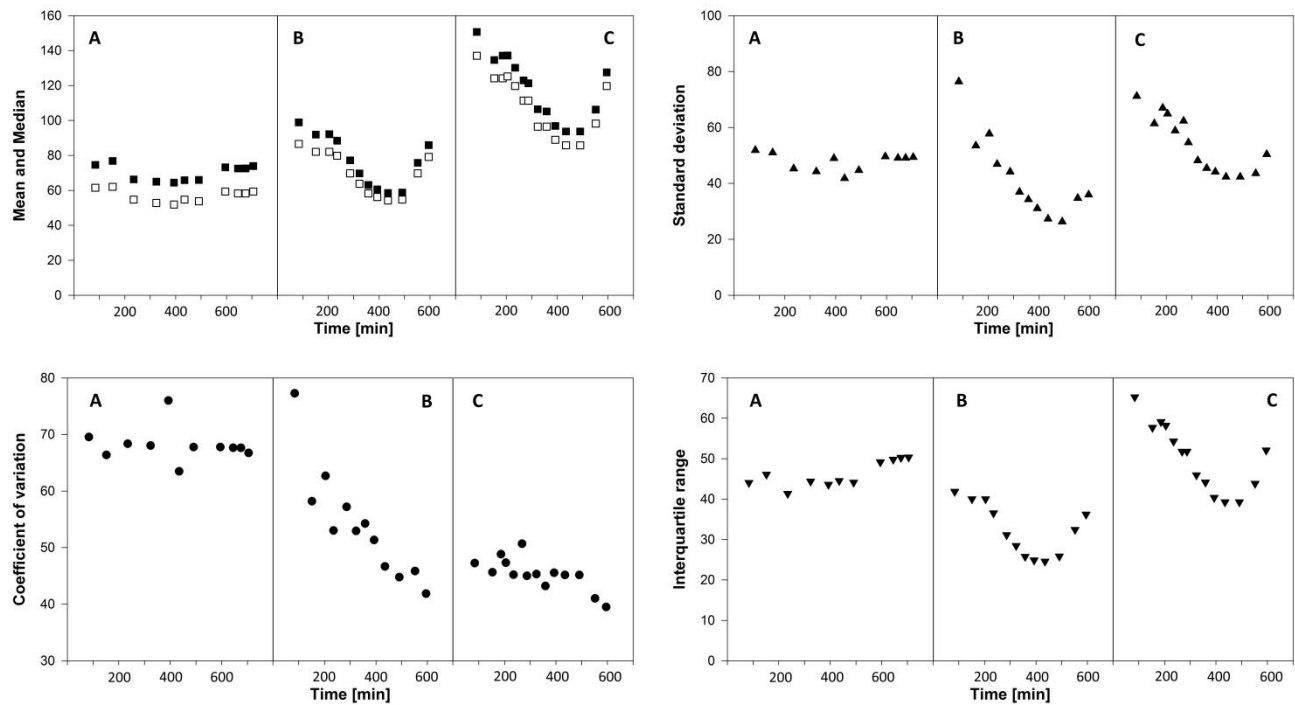 Mean and Median
160
140
120
100
80
60
40
20
0
A
B
C
200 400 600 200 400 600 200 400 600
Time [min]
Standard deviation
100
80
60
40
20
0
A
B
C
200 400 600 200 400 600 200 400 600
Time [min]
Coefficient of variation
80
70
60
50
40
30
A
B
C
200 400 600 200 400 600 200 400 600
Time [min]
Interquartile range
70
60
50
40
30
20
10
0
A
B
C
200 400 600 200 400 600 200 400 600
Time [min]